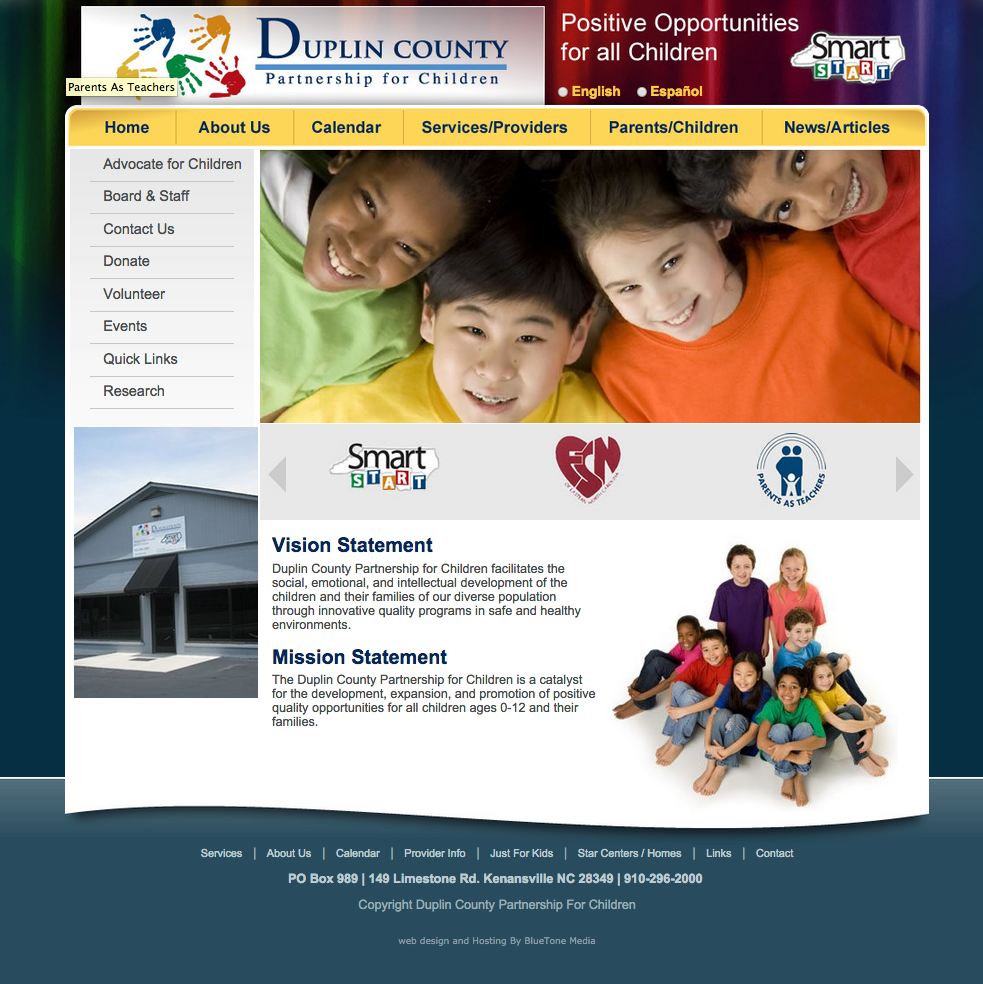 DUPLIN COUNTY
Partnership for Children
Parents As Teachers
Positive Opportunities
for all Children
Smart
START
English Español
Home About Us Calendar Services/Providers Parents/Children News/Articles
Advocate for Children
Board & Staff
Contact Us
Donate
Volunteer
Events
Quick Links
Research
Smart
START
FCN
OF EASTERN NORTH CAROLINA
PARENTS AS TEACHERS
Vision Statement
Duplin County Partnership for Children facilitates the
social, emotional, and intellectual development of the
children and their families of our diverse population
through innovative quality programs in safe and healthy
environments.
Mission Statement
The Duplin County Partnership for Children is a catalyst
for the development, expansion, and promotion of positive
quality opportunities for all children ages 0-12 and their
families.
Services | About Us | Calendar | Provider Info | Just For Kids | Star Centers / Homes | Links | Contact
PO Box 989 | 149 Limestone Rd. Kenansville NC 28349 | 910-296-2000
Copyright Duplin County Partnership For Children
web design and Hosting By BlueTone Media